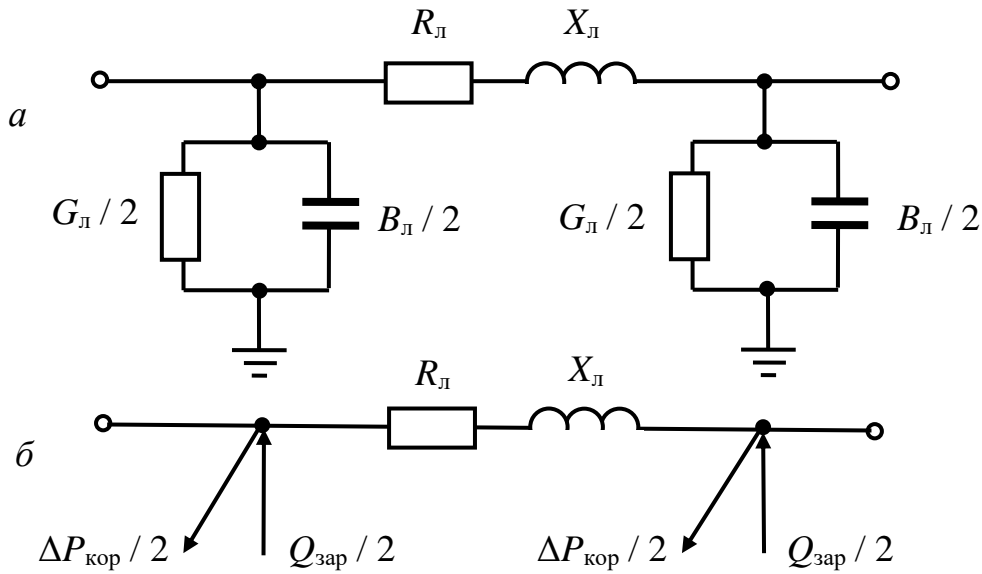 Rл Xл
а
Gл / 2 Bл / 2 Gл / 2 Bл / 2
Rл Xл
б
ΔPкор / 2 Qзар / 2 ΔPкор / 2 Qзар / 2